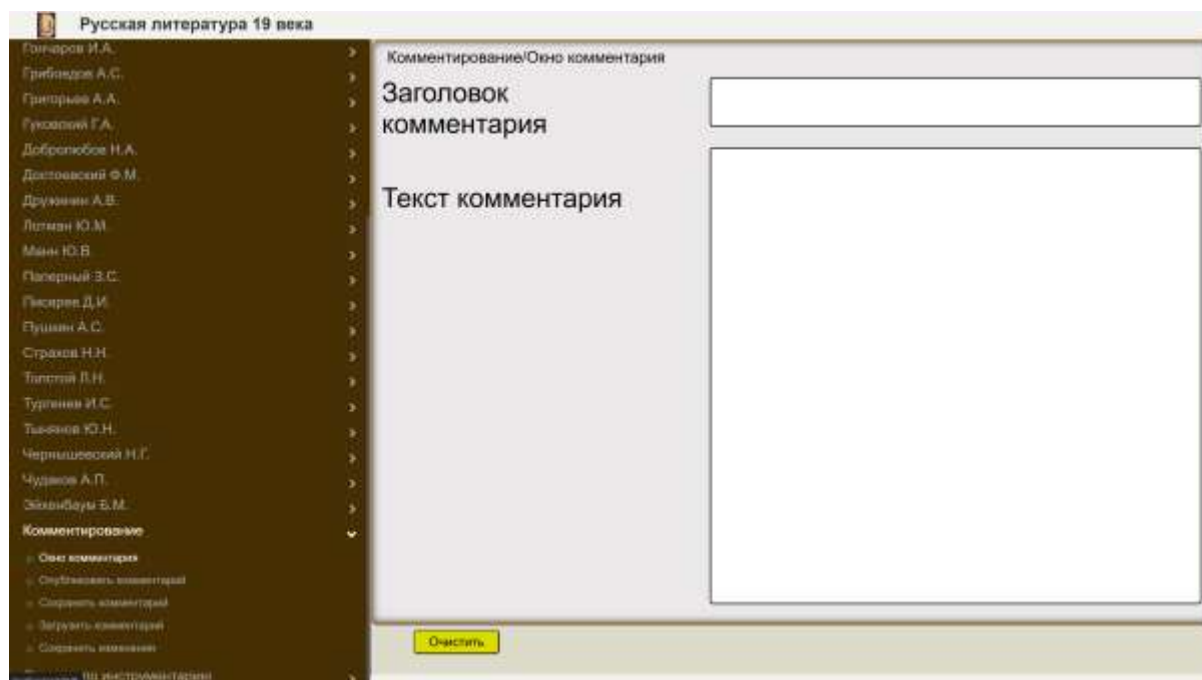 Русская литература 19 века
Гончаров И.А.
Грибоедов А.С.
Григорьев А.А.
Гуковский Г.А.
Добролюбов Н.А.
Достоевский Ф.М.
Дружинин А.В.
Лотман Ю.М.
Манн Ю.В.
Паперный З.С.
Писарев Д.И.
Пушкин А.С.
Страхов Н.Н.
Толстой Л.Н.
Тургенев И.С.
Тынянов Ю.Н.
Чернышевский Н.Г.
Чудаков А.П.
Эйхенбаум Б.М.
Комментирование
Окно комментария
Опубликовать комментарий
Сохранить комментарий
Загрузить комментарий
Сохранить изменения
по инструментарию
Комментирование/Окно комментария
Заголовок
комментария
Текст комментария
Очистить